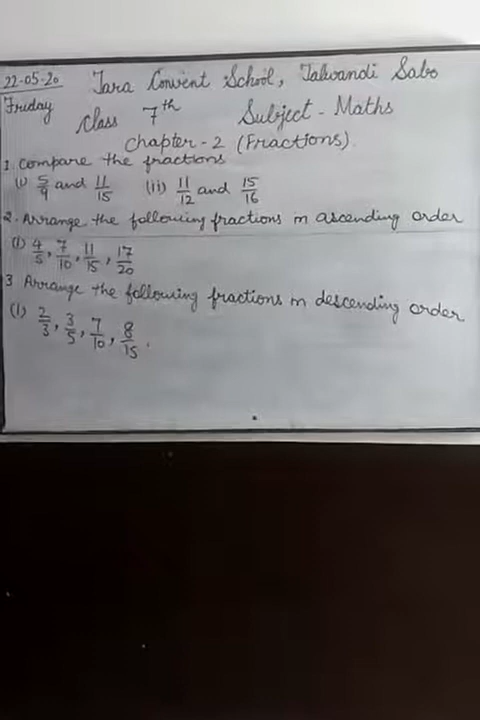 22-05-20 Tara Convent School, Talwandi Sabo
Friday Class 7th Subject - Maths
Chapter-2 (Fractions)
1. Compare the fractions
(i) 5/9 and 11/15 (ii) 11/12 and 15/16
2. Arrange the following fractions in ascending order
(i) 4/5, 7/10, 11/15, 17/20
3 Arrange the following fractions in descending order
(i) 2/3, 3/5, 7/10, 8/15.